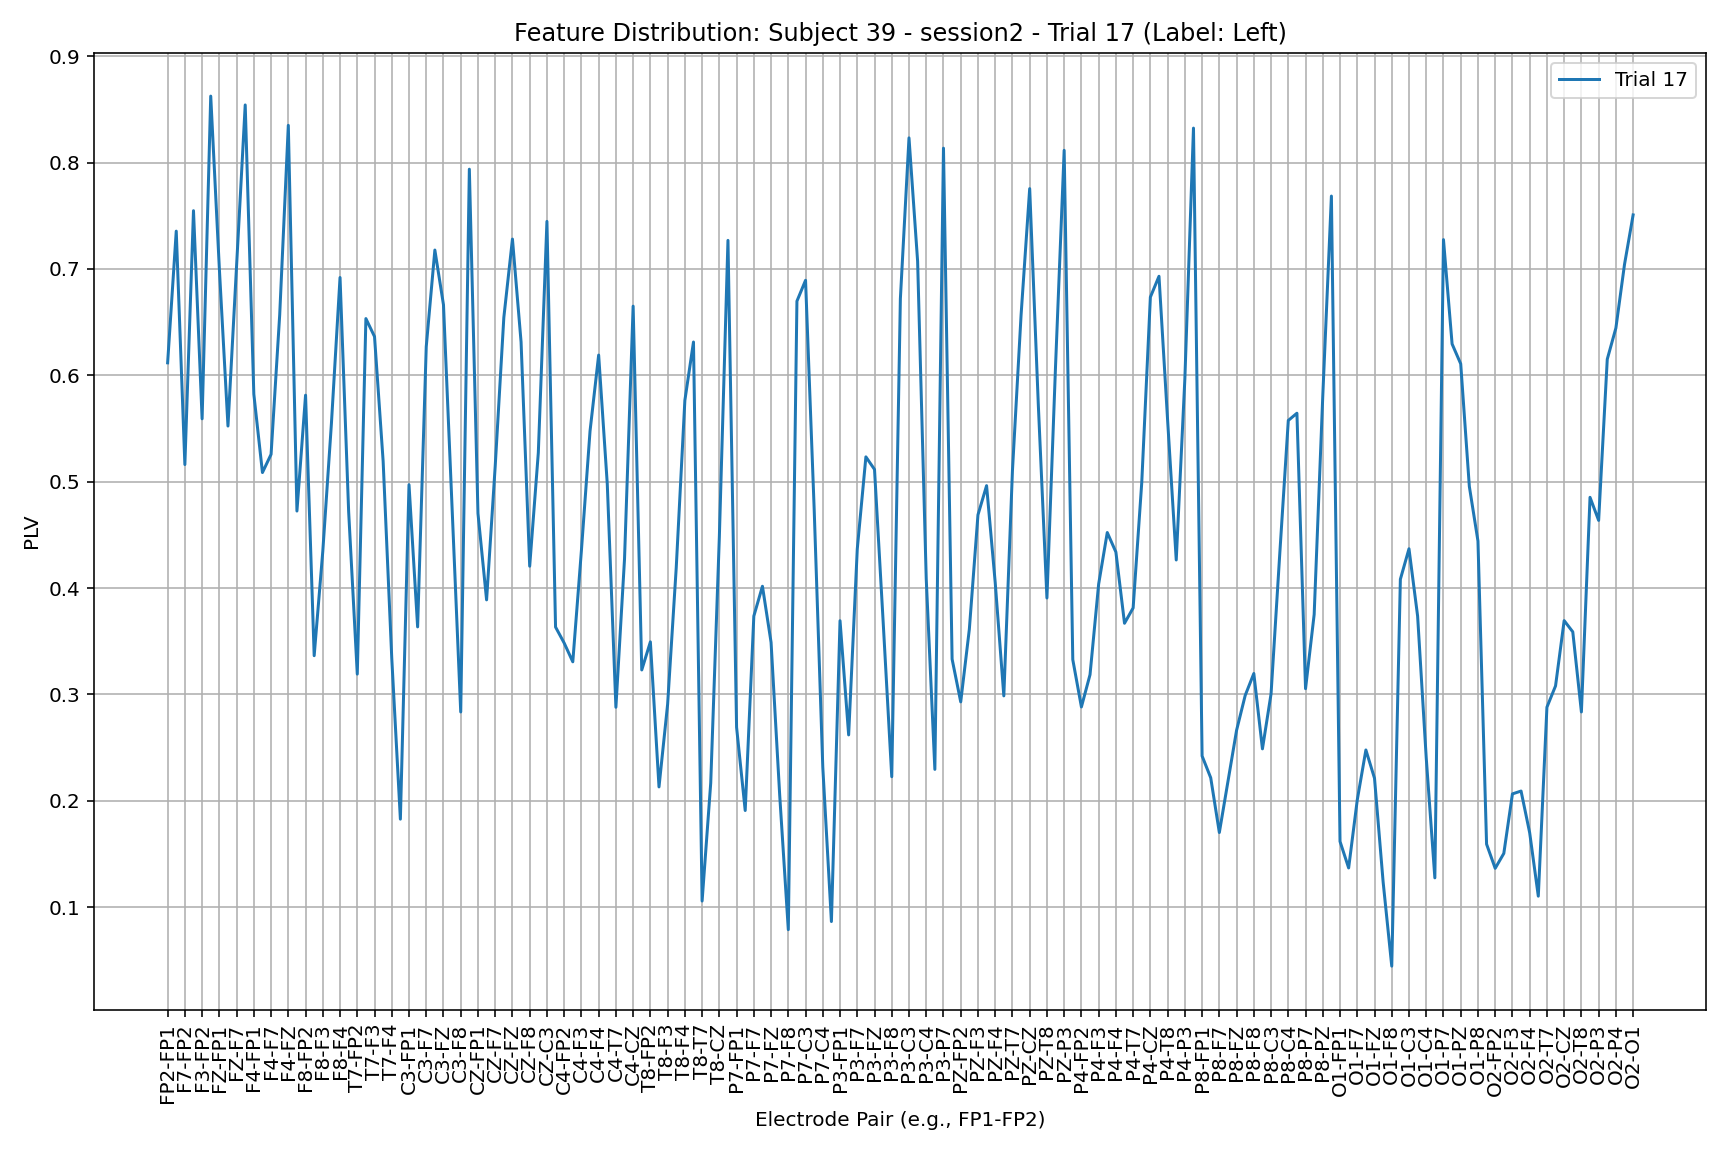 Feature Distribution: Subject 39 - session2 - Trial 17 (Label: Left)
Trial 17
PLV
0.9
0.8
0.7
0.6
0.5
0.4
0.3
0.2
0.1
FP2-FP1
F7-FP2
F3-FP2
FZ-FP1
FZ-F7
F4-FP1
F4-F7
F4-FZ
F8-FP2
F8-F3
F8-F4
T7-FP2
T7-F3
T7-F4
C3-FP1
C3-F7
C3-FZ
C3-F8
CZ-FP1
CZ-F7
CZ-FZ
CZ-F8
CZ-C3
C4-FP2
C4-F3
C4-F4
C4-T7
C4-CZ
T8-FP2
T8-F3
T8-F4
T8-T7
T8-CZ
P7-FP1
P7-F7
P7-FZ
P7-F8
P7-C3
P7-C4
P3-FP1
P3-F7
P3-FZ
P3-F8
P3-C3
P3-C4
P3-P7
PZ-FP2
PZ-F3
PZ-F4
PZ-T7
PZ-CZ
PZ-T8
PZ-P3
P4-FP2
P4-F3
P4-F4
P4-T7
P4-CZ
P4-T8
P4-P3
P8-FP1
P8-F7
P8-FZ
P8-F8
P8-C3
P8-C4
P8-P7
P8-PZ
O1-FP1
O1-F7
O1-FZ
O1-F8
O1-C3
O1-C4
O1-P7
O1-PZ
O1-P8
O2-FP2
O2-F3
O2-F4
O2-T7
O2-CZ
O2-T8
O2-P3
O2-P4
O2-O1
Electrode Pair (e.g., FP1-FP2)